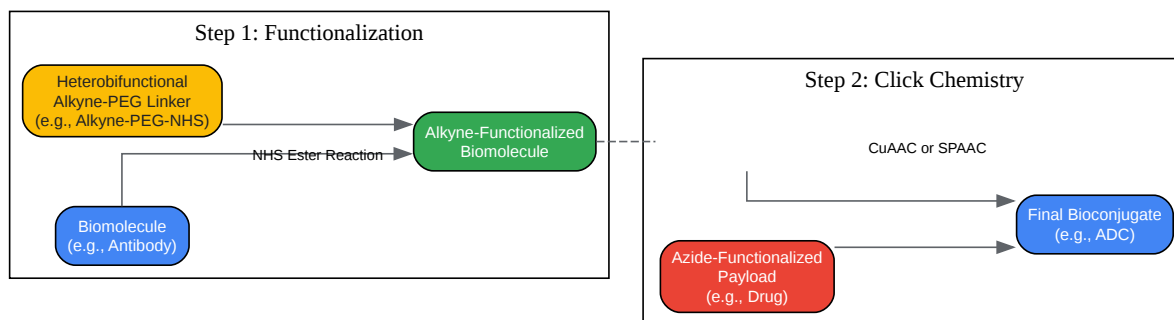 Step 1: Functionalization
Heterobifunctional
Alkyne-PEG Linker
(e.g., Alkyne-PEG-NHS)
Alkyne-Functionalized
Biomolecule
NHS Ester Reaction
Biomolecule
(e.g., Antibody)
Step 2: Click Chemistry
CuAAC or SPAAC
Final Bioconjugate
(e.g., ADC)
Azide-Functionalized
Payload
(e.g., Drug)